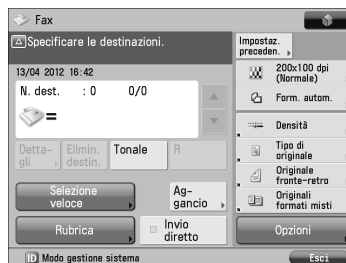 Fax
Specificare le destinazioni.
Impostaz.
preceden.
13/04 2012 16:42
200x100 dpi
(Normale)
N. dest. : 0 0/0
Form. autom.
=
Densità
Detta-
gli
Elimin.
destin.
Tonale
R
Tipo di
originale
Originale
fronte-retro
Selezione
veloce
Ag-
gancio
Originali
formati misti
Rubrica
Invio
diretto
Opzioni
ID Modo gestione sistema
Esci